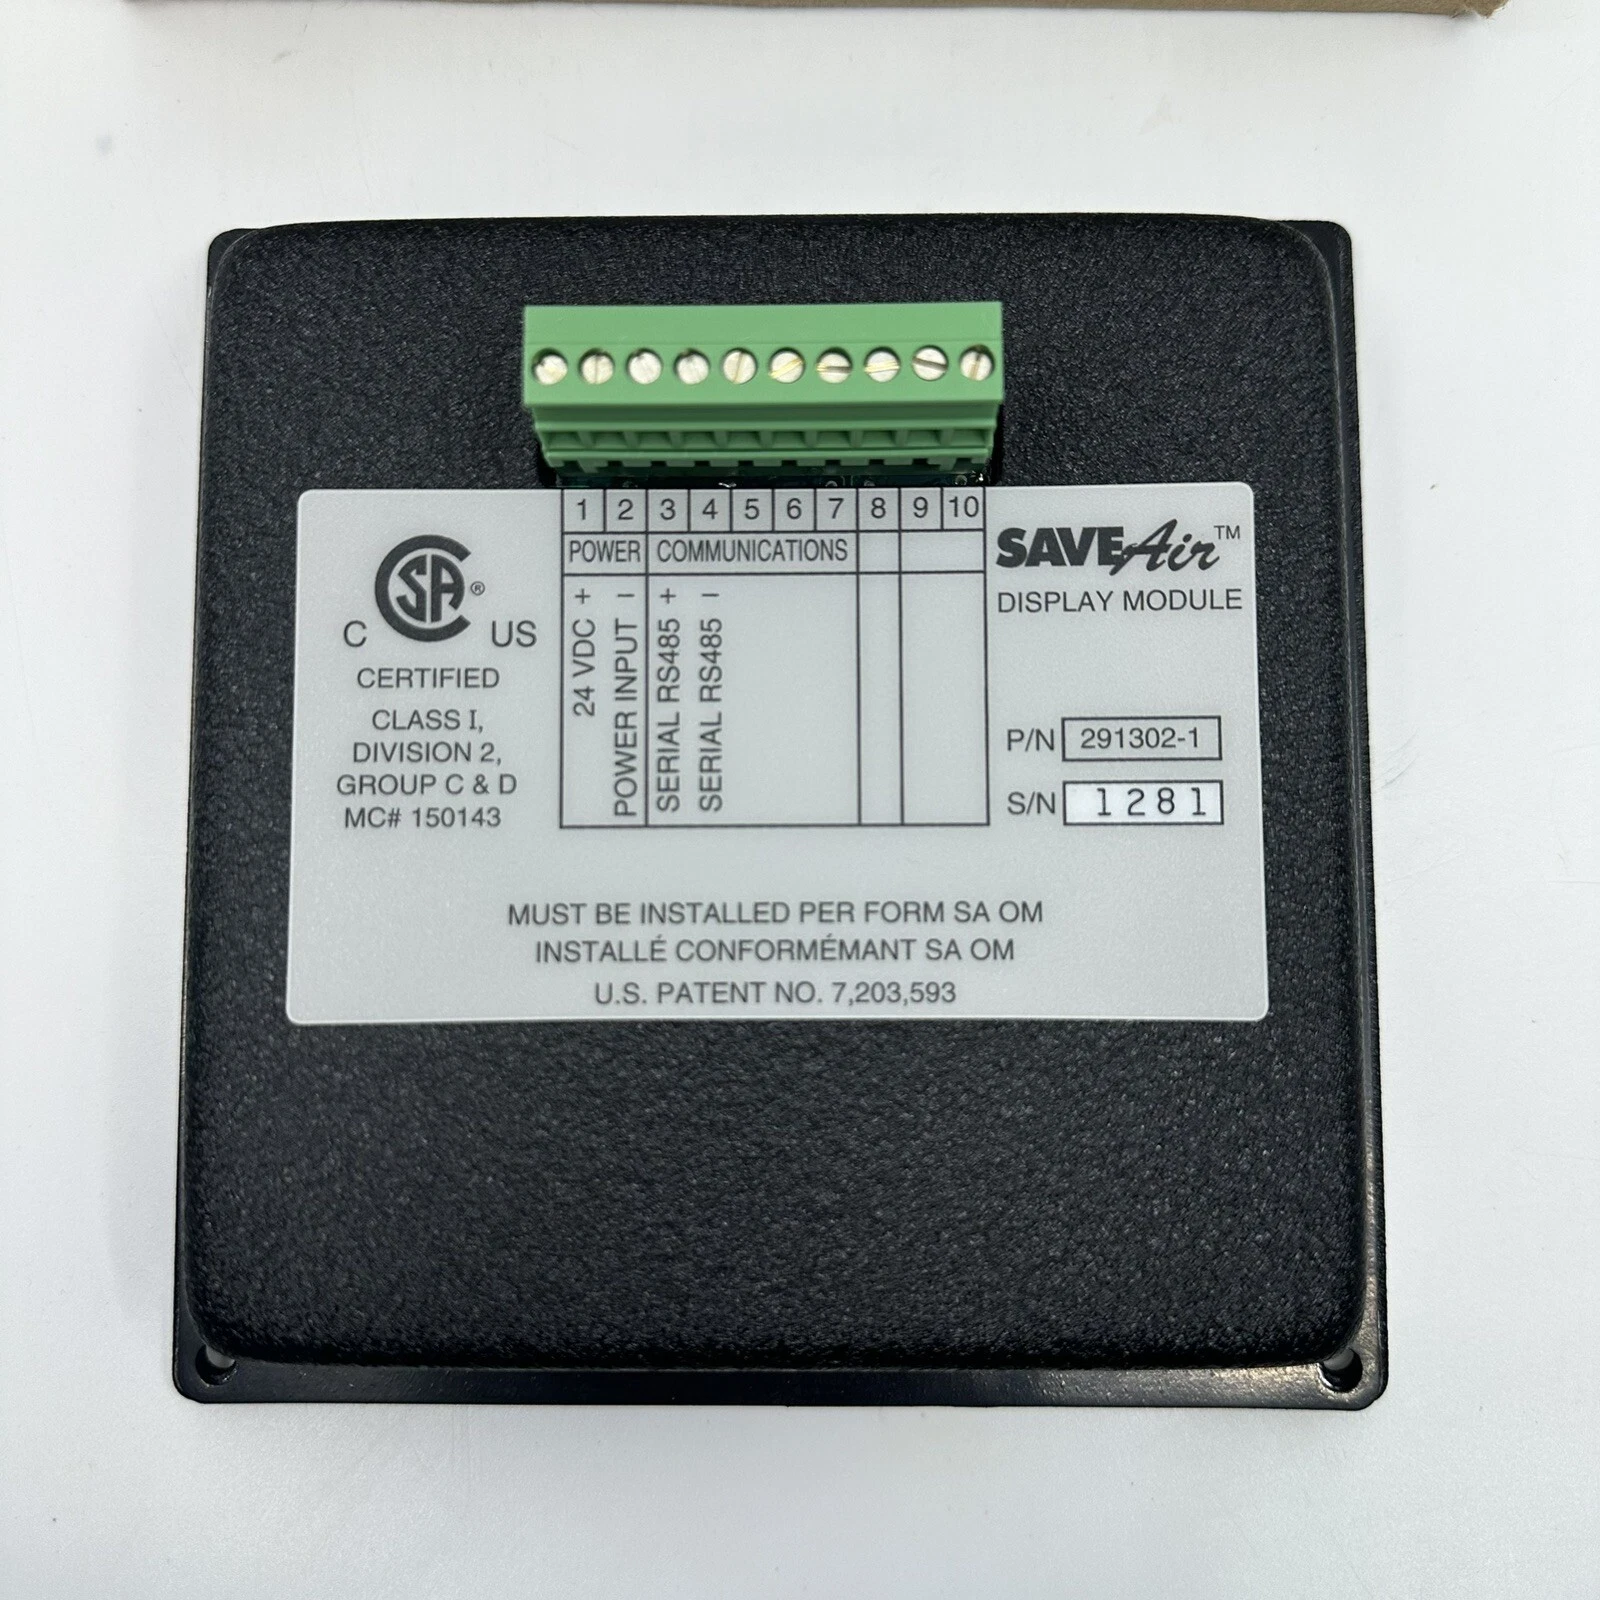 1 2 3 4 5 6 7 8 9 10
POWER COMMUNICATIONS
24 VDC +
POWER INPUT -
SERIAL RS485 +
SERIAL RS485 -
CSA®
C US
CERTIFIED
CLASS I,
DIVISION 2,
GROUP C & D
MC# 150143
SAVEAir™
DISPLAY MODULE
P/N 291302-1
S/N 1281
MUST BE INSTALLED PER FORM SA OM
INSTALLÉ CONFORMÉMANT SA OM
U.S. PATENT NO. 7,203,593